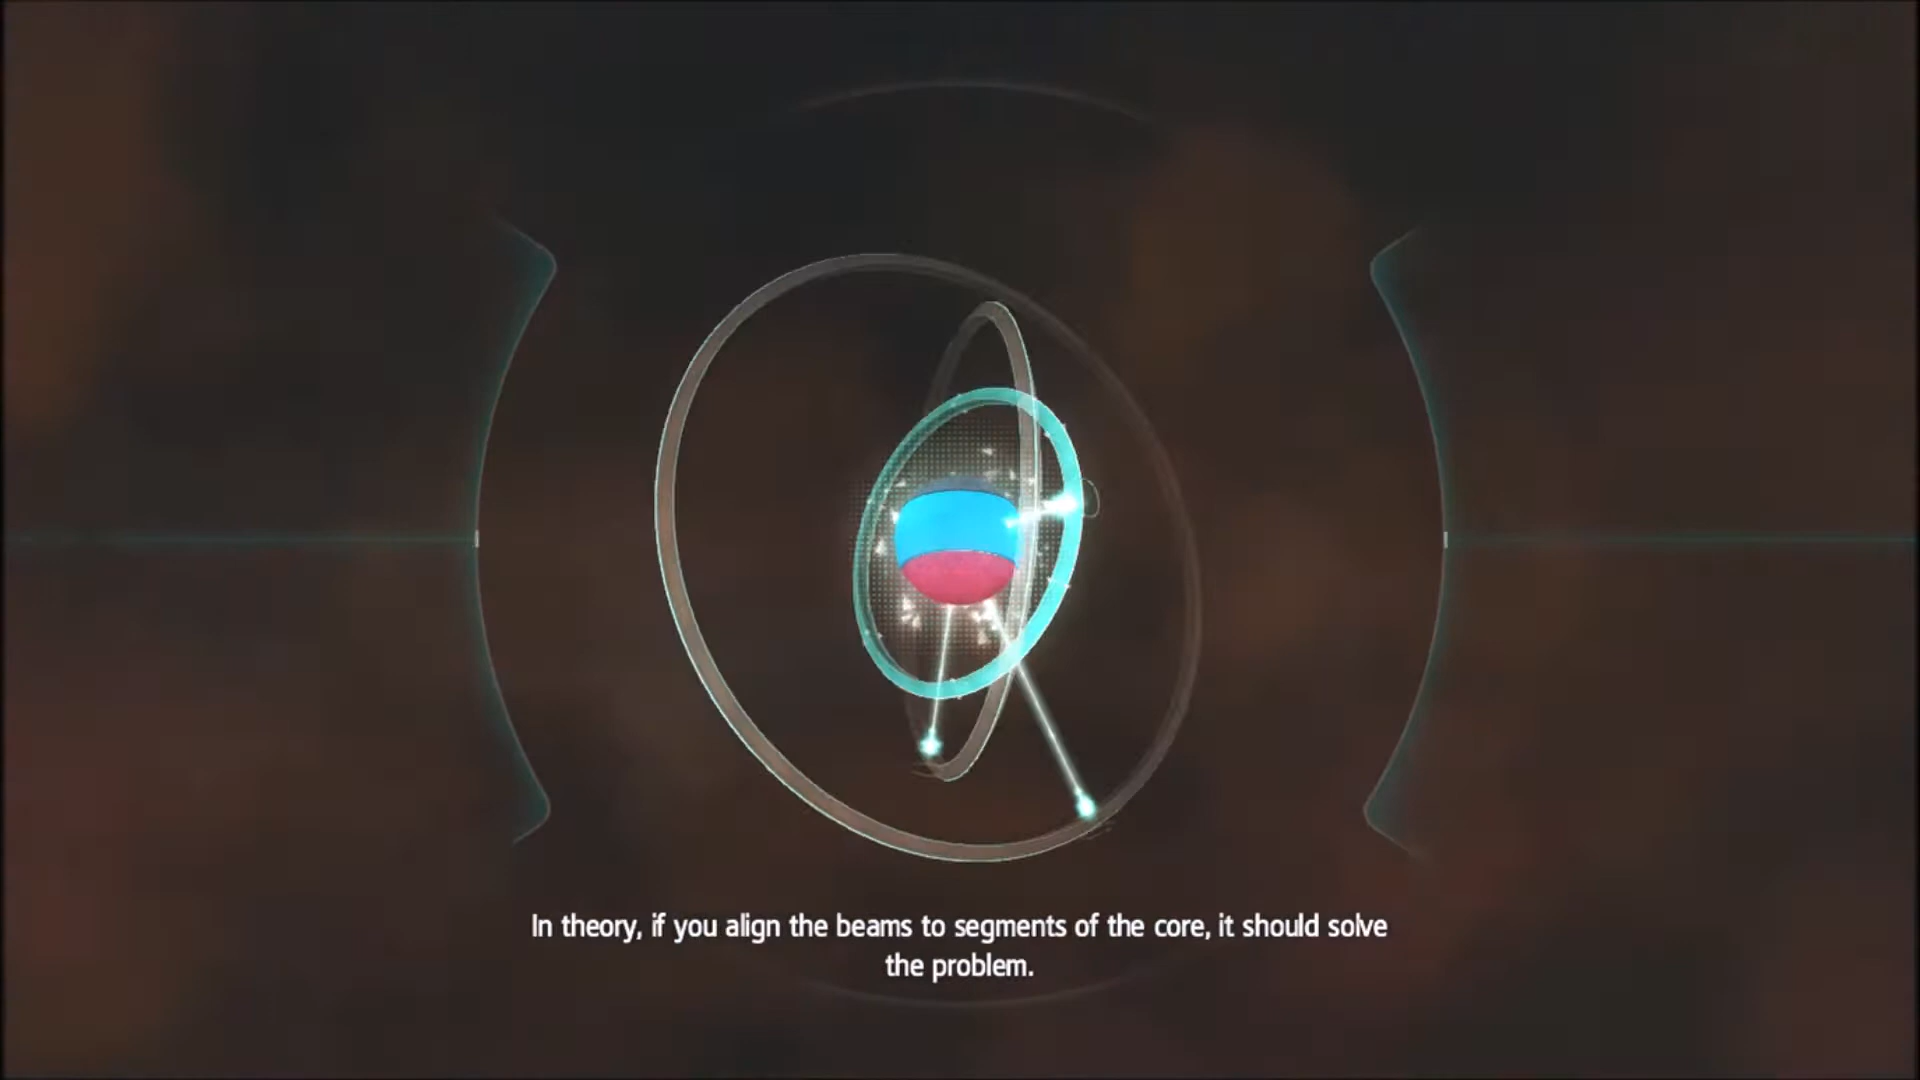 In theory, if you align the beams to segments of the core, it should solve
the problem.